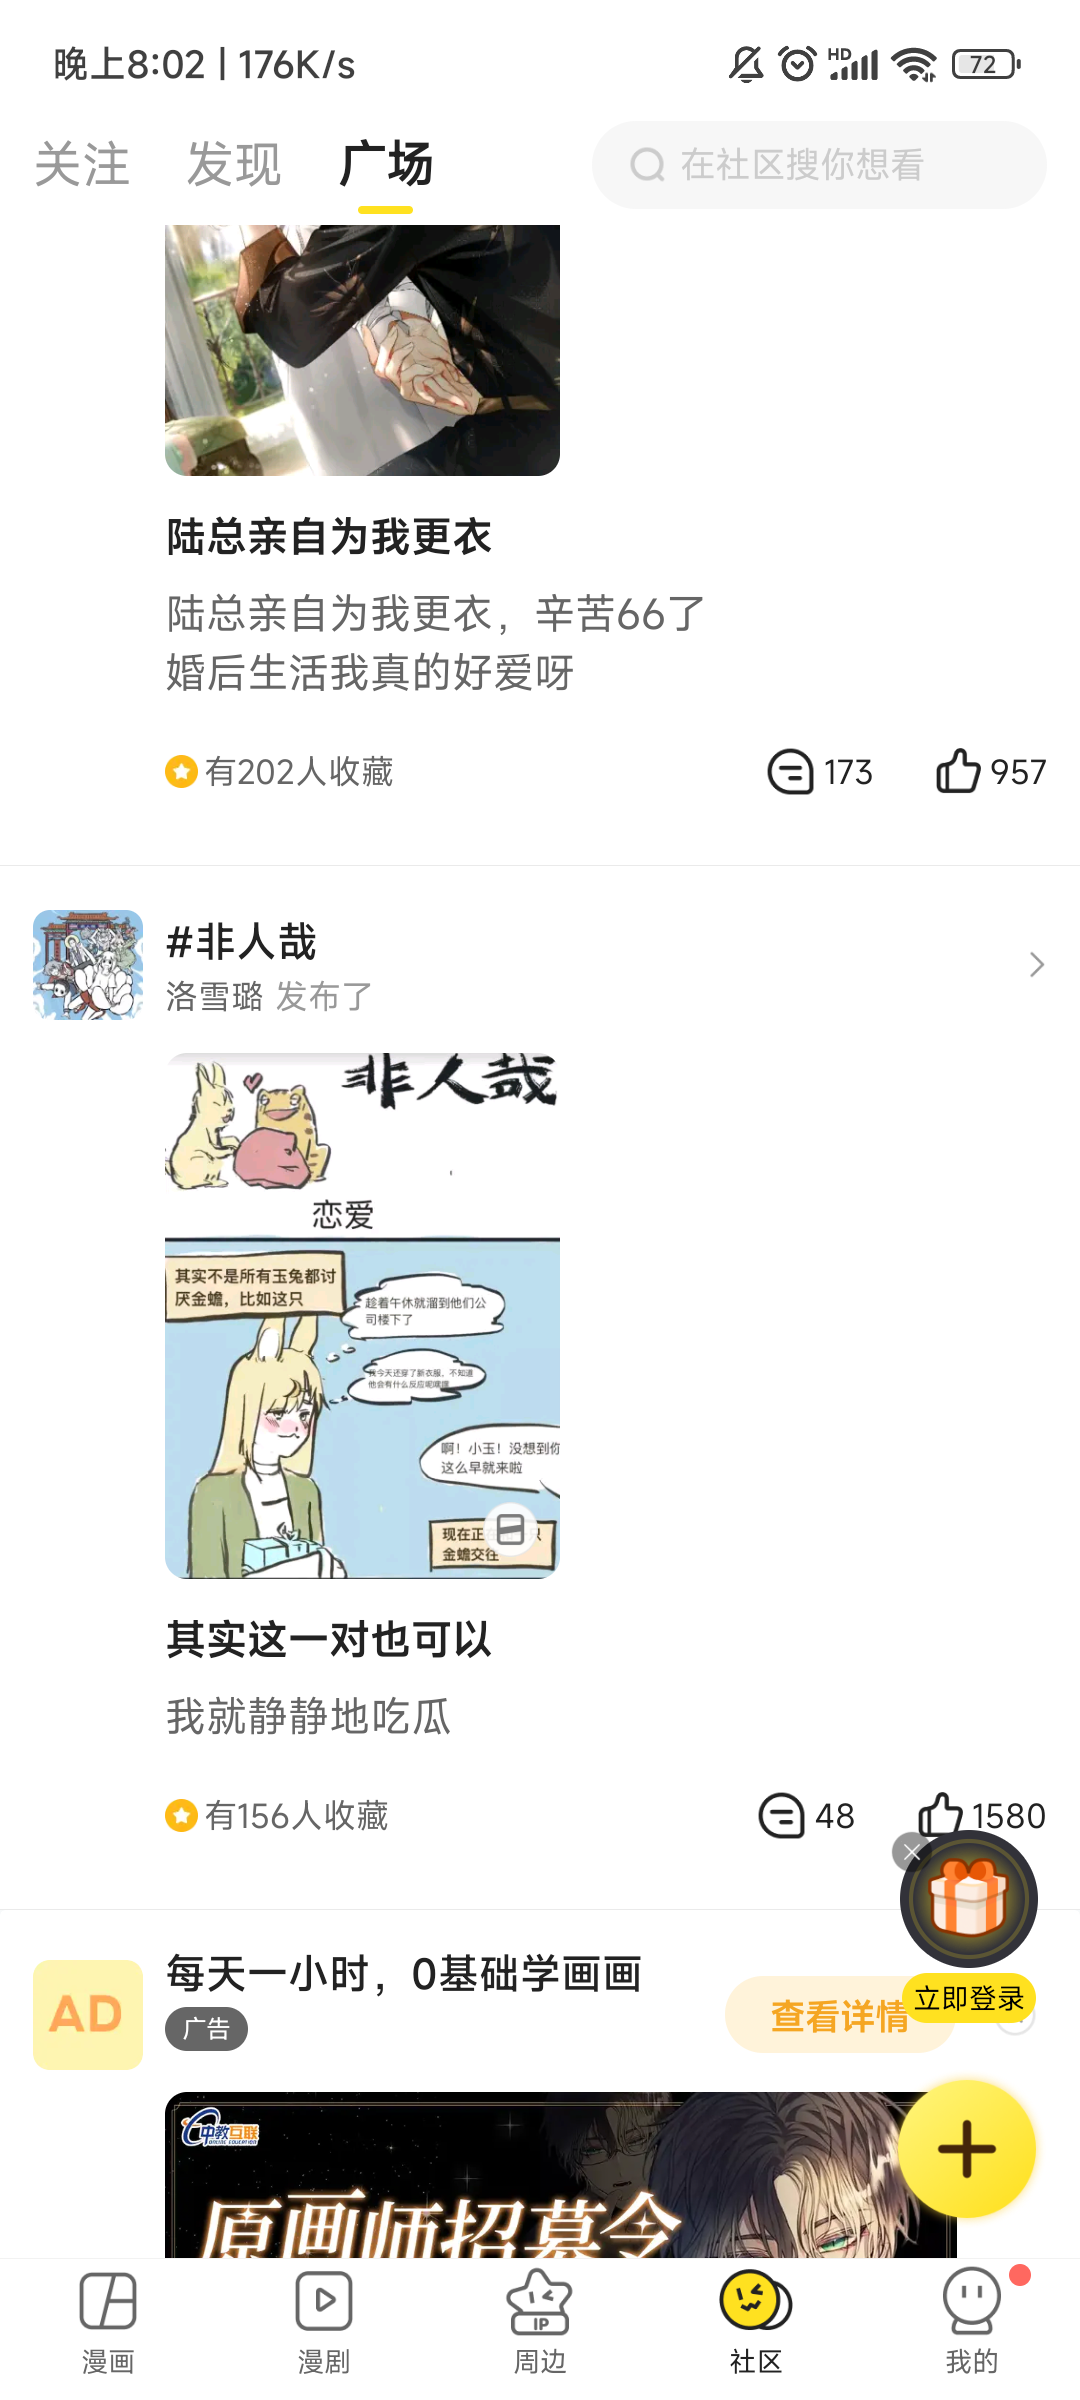 晚上8:02 | 176K/s
HD
72
关注
发现
广场
在社区搜你想看
陆总亲自为我更衣
陆总亲自为我更衣，辛苦66了
婚后生活我真的好爱呀
有202人收藏
173
957
#非人哉
洛雪璐 发布了
非人哉
恋爱
其实不是所有玉兔都讨
厌金蟾，比如这只
趁着午休就溜到他们公
司楼下了
我今天还穿了新衣服，不知道
他会有什么反应呢嘿嘿
啊！小玉！没想到你
这么早就来啦
现在正在
只
金蟾交往
其实这一对也可以
我就静静地吃瓜
有156人收藏
48
1580
AD
每天一小时，0基础学画画
广告
查看详情
立即登录
中教互联
ONLINE EDUCATION
原画师招募令
漫画
漫剧
IP
周边
社区
我的